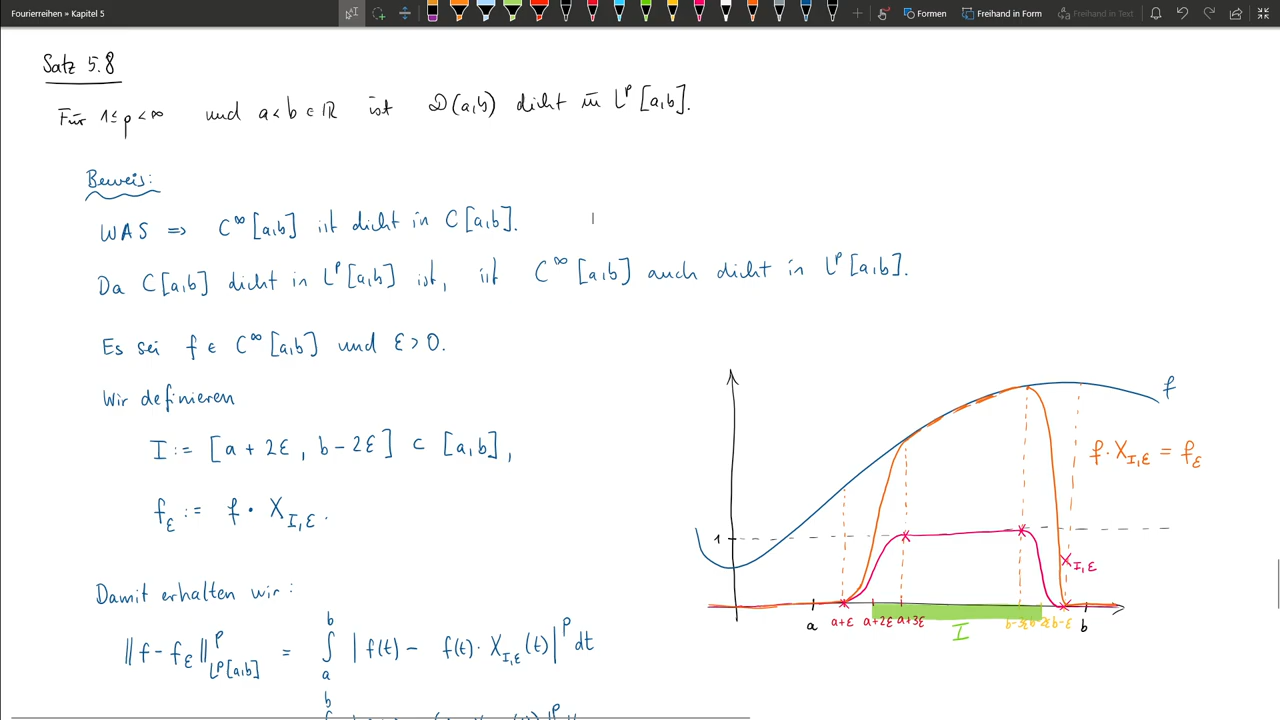 Fourierreihen » Kapitel 5
Formen
Freihand in Form
Freihand in Text
Satz 5.8
Für 1 ≤ p < ∞ und a < b ∈ ℝ ist 𝒟(a,b) dicht in L^p[a,b].
Beweis:
WAS ⇒ C^∞[a,b] ist dicht in C[a,b].
Da C[a,b] dicht in L^p[a,b] ist, ist C^∞[a,b] auch dicht in L^p[a,b].
Es sei f ∈ C^∞[a,b] und ε > 0.
Wir definieren
I := [a + 2ε, b − 2ε] ⊂ [a,b],
f_ε := f · χ_{I,ε}.
Damit erhalten wir:
‖f − f_ε‖^p_{L^p[a,b]} = ∫_a^b |f(t) − f(t) · χ_{I,ε}(t)|^p dt
f
f · χ_{I,ε} = f_ε
1
χ_{I,ε}
a a+ε a+2ε a+3ε I b−3ε b−2ε b−ε b